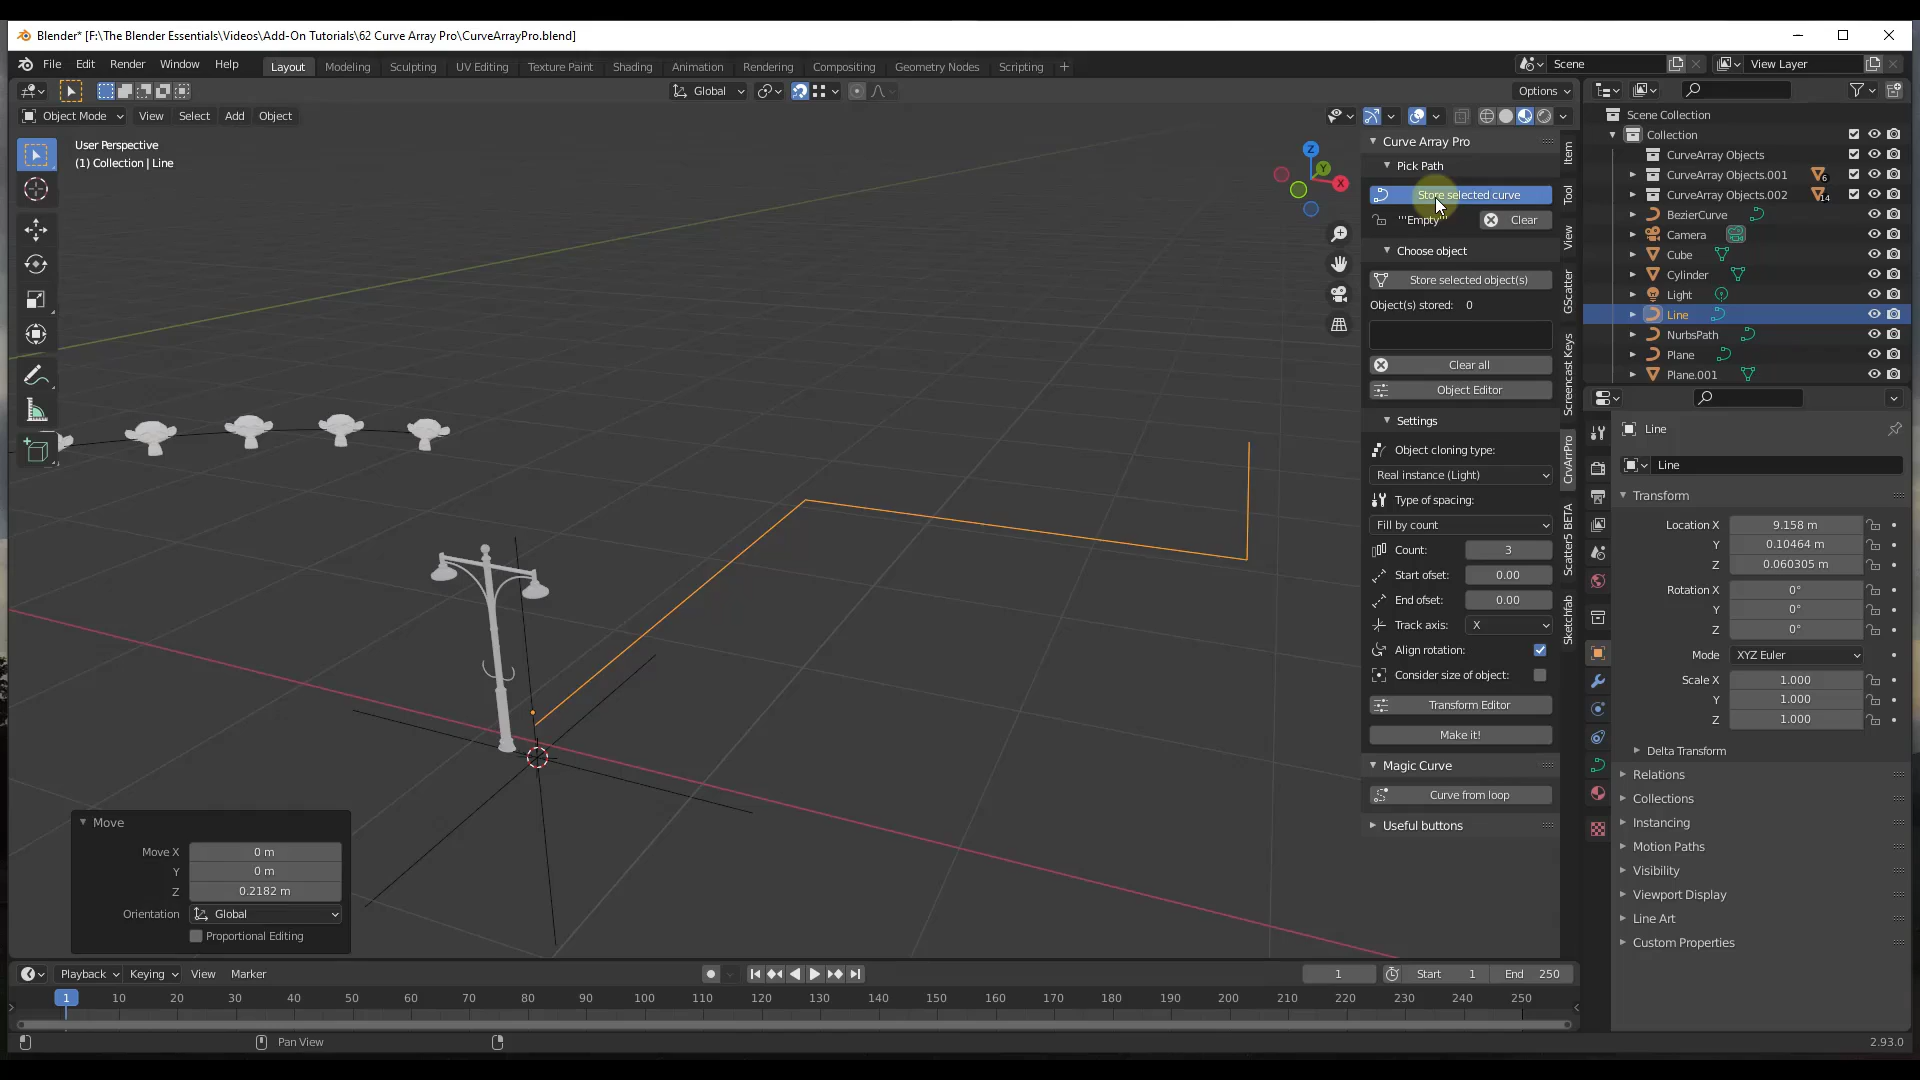 Blender* [F:\The Blender Essentials\Videos\Add-On Tutorials\62 Curve Array Pro\CurveArrayPro.blend]
File Edit Render Window Help Layout Modeling Sculpting UV Editing Texture Paint Shading Animation Rendering Compositing Geometry Nodes Scripting Scene View Layer
Global Options
Object Mode View Select Add Object
User Perspective
(1) Collection | Line
Z
Y
X
Curve Array Pro
Pick Path
Store selected curve
'''Empty''' Clear
Choose object
Store selected object(s)
Object(s) stored: 0
Clear all
Object Editor
Settings
Object cloning type:
Real instance (Light)
Type of spacing:
Fill by count
Count: 3
Start ofset: 0.00
End ofset: 0.00
Track axis: X
Align rotation:
Consider size of object:
Transform Editor
Make it!
Magic Curve
Curve from loop
Useful buttons
Item
Tool
View
GScatter
Screencast Keys
CrvArrPro
Scatter5 BETA
Sketchfab
Scene Collection
Collection
CurveArray Objects
CurveArray Objects.001 6
CurveArray Objects.002 14
BezierCurve
Camera
Cube
Cylinder
Light
Line
NurbsPath
Plane
Plane.001
Line
Line
Transform
Location X 9.158 m
Y 0.10464 m
Z 0.060305 m
Rotation X 0°
Y 0°
Z 0°
Mode XYZ Euler
Scale X 1.000
Y 1.000
Z 1.000
Delta Transform
Relations
Collections
Instancing
Motion Paths
Visibility
Viewport Display
Line Art
Custom Properties
Move
Move X 0 m
Y 0 m
Z 0.2182 m
Orientation Global
Proportional Editing
Playback Keying View Marker 1 Start 1 End 250
1 10 20 30 40 50 60 70 80 90 100 110 120 130 140 150 160 170 180 190 200 210 220 230 240 250
Pan View 2.93.0